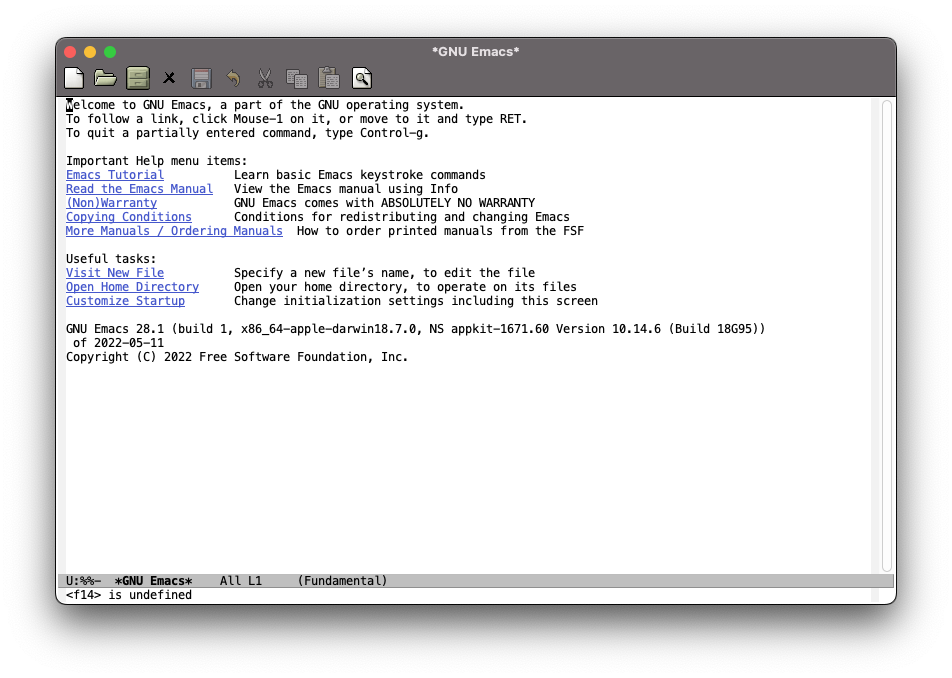 *GNU Emacs*
Welcome to GNU Emacs, a part of the GNU operating system.
To follow a link, click Mouse-1 on it, or move to it and type RET.
To quit a partially entered command, type Control-g.
Important Help menu items:
Emacs Tutorial Learn basic Emacs keystroke commands
Read the Emacs Manual View the Emacs manual using Info
(Non)Warranty GNU Emacs comes with ABSOLUTELY NO WARRANTY
Copying Conditions Conditions for redistributing and changing Emacs
More Manuals / Ordering Manuals How to order printed manuals from the FSF
Useful tasks:
Visit New File Specify a new file’s name, to edit the file
Open Home Directory Open your home directory, to operate on its files
Customize Startup Change initialization settings including this screen
GNU Emacs 28.1 (build 1, x86_64-apple-darwin18.7.0, NS appkit-1671.60 Version 10.14.6 (Build 18G95))
of 2022-05-11
Copyright (C) 2022 Free Software Foundation, Inc.
U:%%- *GNU Emacs* All L1 (Fundamental)
<f14> is undefined